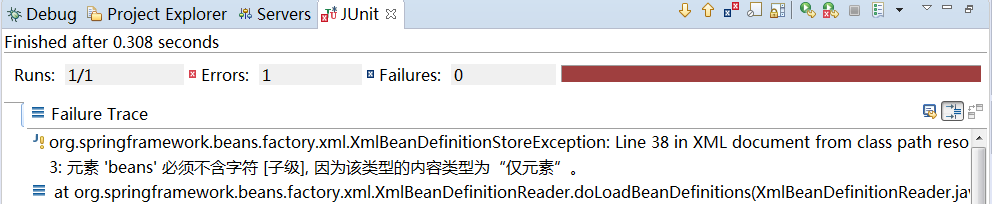 Debug Project Explorer Servers JUnit
Finished after 0.308 seconds
Runs: 1/1 Errors: 1 Failures: 0
Failure Trace
org.springframework.beans.factory.xml.XmlBeanDefinitionStoreException: Line 38 in XML document from class path reso
3: 元素 'beans' 必须不含字符 [子级], 因为该类型的内容类型为“仅元素”。
at org.springframework.beans.factory.xml.XmlBeanDefinitionReader.doLoadBeanDefinitions(XmlBeanDefinitionReader.jav